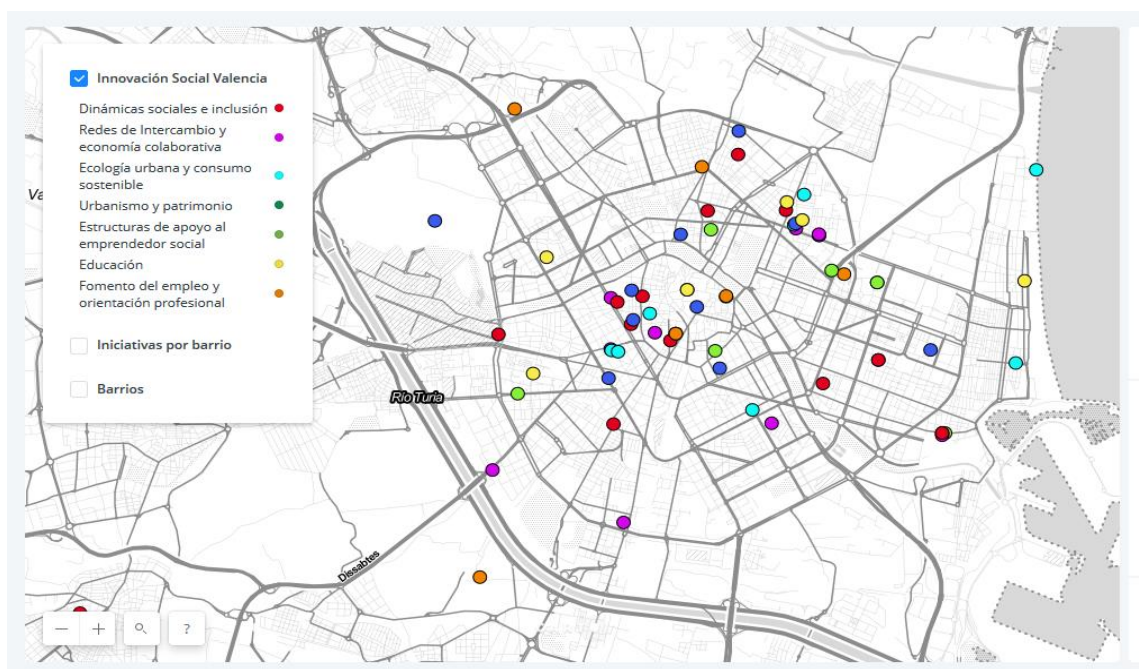 Innovación Social Valencia
Dinámicas sociales e inclusión
Redes de Intercambio y
economía colaborativa
Ecología urbana y consumo
sostenible
Urbanismo y patrimonio
Estructuras de apoyo al
emprendedor social
Educación
Fomento del empleo y
orientación profesional
Iniciativas por barrio
Barrios
Va
Río Turia
Dissabtes
− + ?